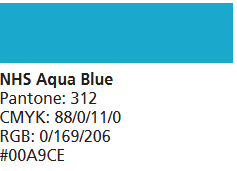 NHS Aqua Blue
Pantone: 312
CMYK: 88/0/11/0
RGB: 0/169/206
#00A9CE